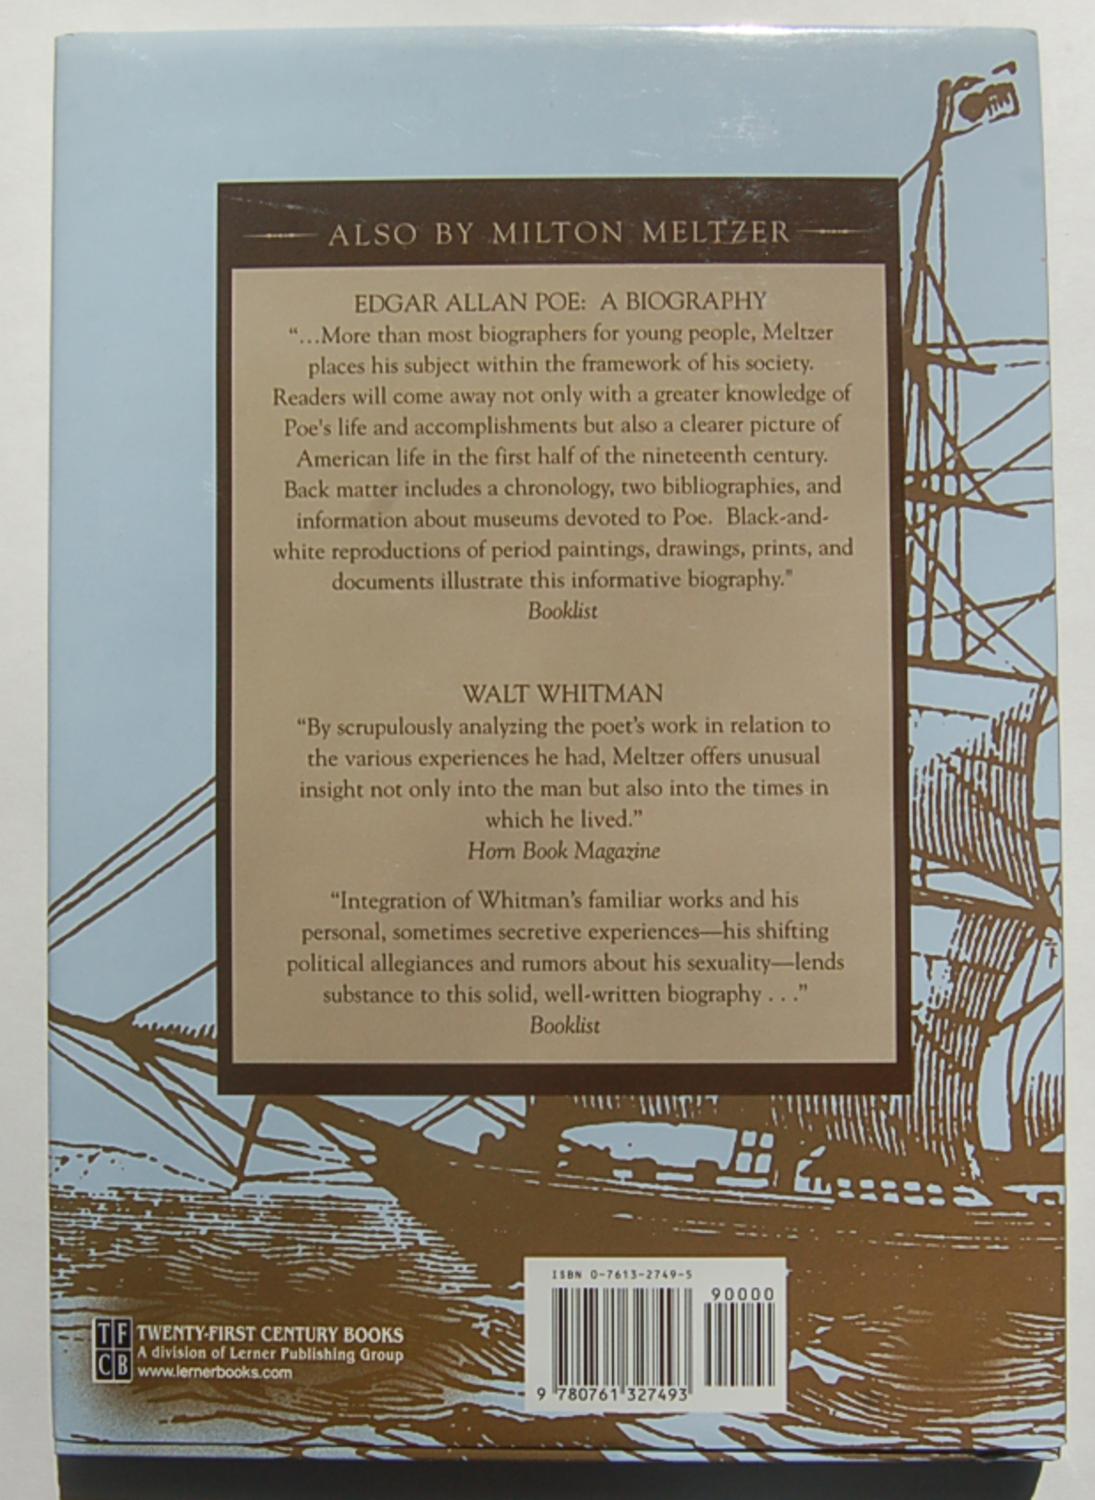 ALSO BY MILTON MELTZER
EDGAR ALLAN POE: A BIOGRAPHY
“...More than most biographers for young people, Meltzer
places his subject within the framework of his society.
Readers will come away not only with a greater knowledge of
Poe's life and accomplishments but also a clearer picture of
American life in the first half of the nineteenth century.
Back matter includes a chronology, two bibliographies, and
information about museums devoted to Poe. Black-and-
white reproductions of period paintings, drawings, prints, and
documents illustrate this informative biography.”
Booklist
WALT WHITMAN
“By scrupulously analyzing the poet's work in relation to
the various experiences he had, Meltzer offers unusual
insight not only into the man but also into the times in
which he lived.”
Horn Book Magazine
“Integration of Whitman's familiar works and his
personal, sometimes secretive experiences—his shifting
political allegiances and rumors about his sexuality—lends
substance to this solid, well-written biography . . .”
Booklist
ISBN 0-7613-2749-5
90000
9 780761 327493
TF
CB
TWENTY-FIRST CENTURY BOOKS
A division of Lerner Publishing Group
www.lernerbooks.com